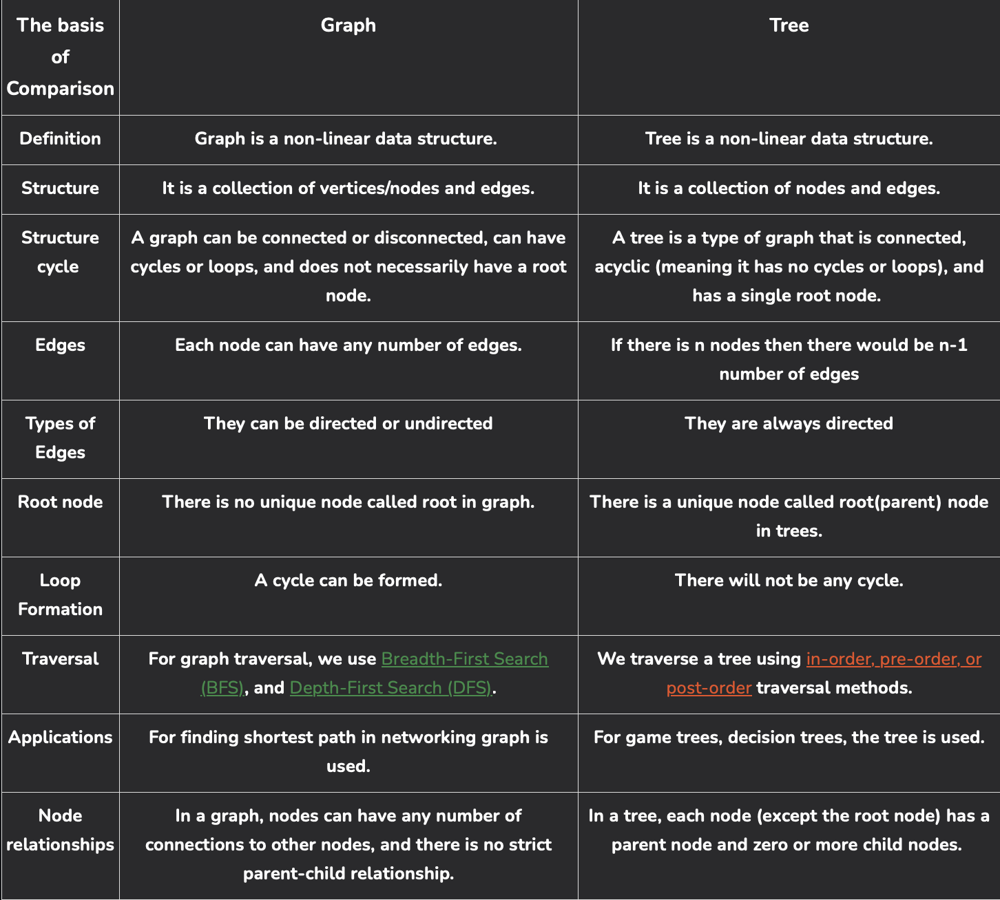 The basis
of
Comparison
Graph
Tree
Definition
Graph is a non-linear data structure.
Tree is a non-linear data structure.
Structure
It is a collection of vertices/nodes and edges.
It is a collection of nodes and edges.
Structure
cycle
A graph can be connected or disconnected, can have
cycles or loops, and does not necessarily have a root
node.
A tree is a type of graph that is connected,
acyclic (meaning it has no cycles or loops), and
has a single root node.
Edges
Each node can have any number of edges.
If there is n nodes then there would be n-1
number of edges
Types of
Edges
They can be directed or undirected
They are always directed
Root node
There is no unique node called root in graph.
There is a unique node called root(parent) node
in trees.
Loop
Formation
A cycle can be formed.
There will not be any cycle.
Traversal
For graph traversal, we use Breadth-First Search
(BFS), and Depth-First Search (DFS).
We traverse a tree using in-order, pre-order, or
post-order traversal methods.
Applications
For finding shortest path in networking graph is
used.
For game trees, decision trees, the tree is used.
Node
relationships
In a graph, nodes can have any number of
connections to other nodes, and there is no strict
parent-child relationship.
In a tree, each node (except the root node) has a
parent node and zero or more child nodes.